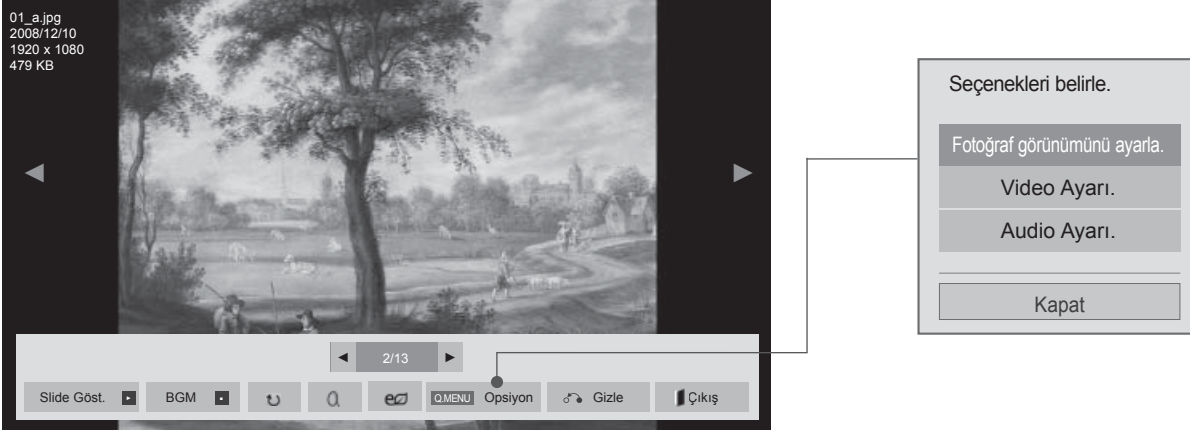 01_a.jpg
2008/12/10
1920 x 1080
479 KB
2/13
Slide Göst.
BGM
Q.MENU Opsiyon
Gizle
Çıkış
Seçenekleri belirle.
Fotoğraf görünümünü ayarla.
Video Ayarı.
Audio Ayarı.
Kapat